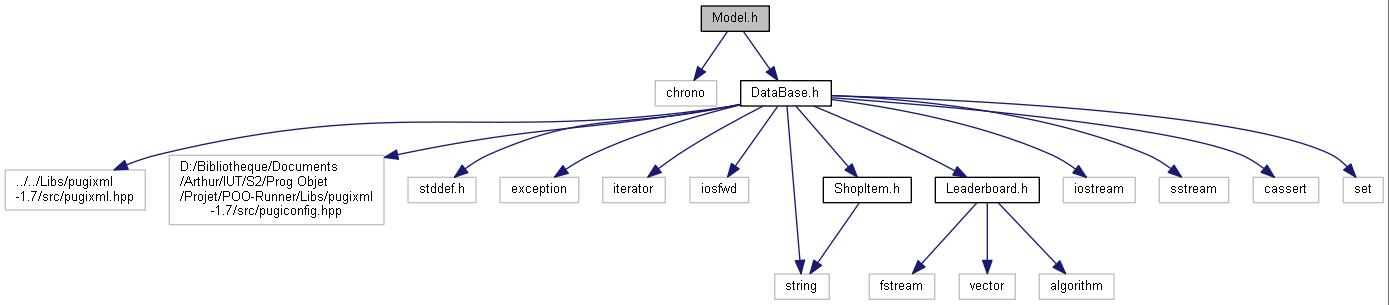 Model.h
chrono
DataBase.h
../../Libs/pugixml
-1.7/src/pugixml.hpp
D:/Bibliotheque/Documents
/Arthur/IUT/S2/Prog Objet
/Projet/POO-Runner/Libs/pugixml
-1.7/src/pugiconfig.hpp
stddef.h
exception
iterator
iosfwd
ShopItem.h
Leaderboard.h
iostream
sstream
cassert
set
string
fstream
vector
algorithm